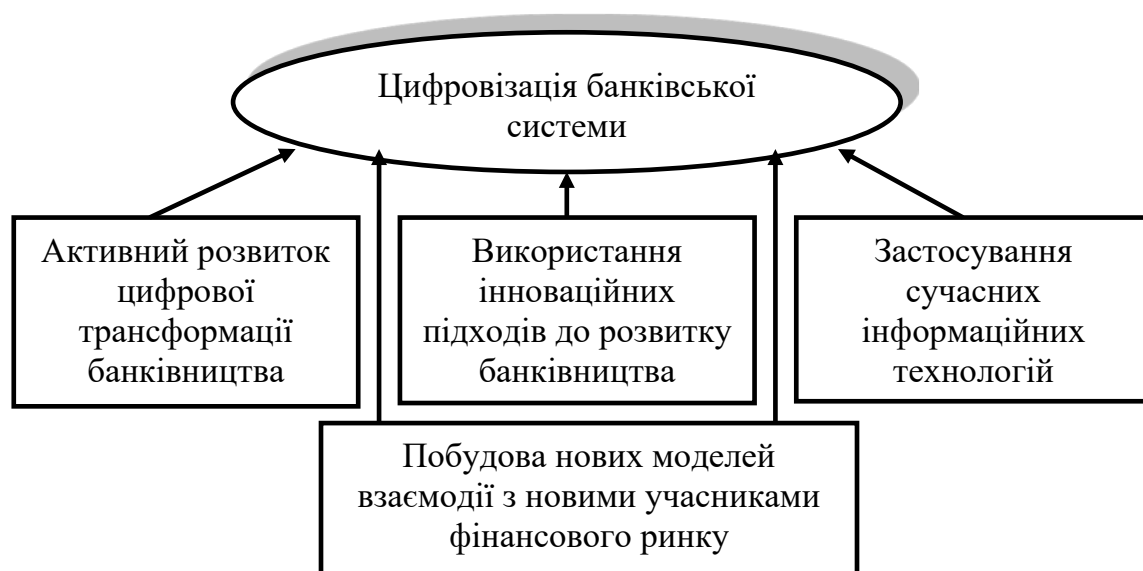 Цифровізація банківської
системи
Активний розвиток
цифрової
трансформації
банківництва
Використання
інноваційних
підходів до розвитку
банківництва
Застосування
сучасних
інформаційних
технологій
Побудова нових моделей
взаємодії з новими учасниками
фінансового ринку